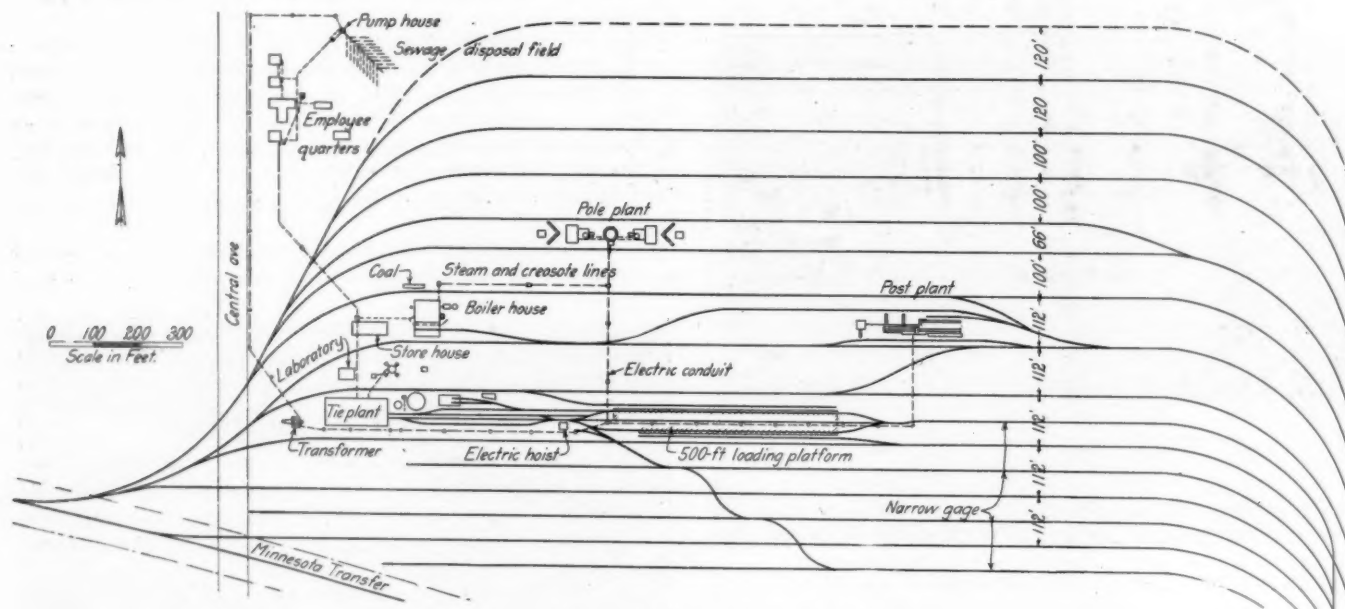 Pump house
Sewage disposal field
Employee
quarters
120'
120
100'
100'
66'
100'
112'
112'
112'
112'
112'
Pole plant
Central ave
Coal
Steam and creosote lines
Boiler house
Post plant
0 100 200 300
Scale in Feet.
Laboratory
Store house
Electric conduit
Tie plant
Transformer
Electric hoist
500-ft loading platform
Narrow gage
Minnesota Transfer